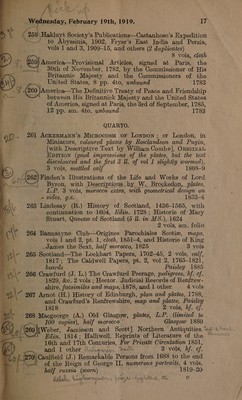 Wednesday, February 19th, 1919. 17
258 Hakluyt Society's Publications—Castanhoso's Expedition
to Abyssinia, 1902, Fryer's East India and Persia,
vols 1 and 3, 1909-15, and others (2 duplicates)
8 vols, cloth
259 America—Provisional Articles, signed at Paris, the
30th of November, 1782, by the Commissioner of His
Britannic Majesty and the Commissioners of the
United States, 8 pp. 4to, unbound 1783
260 America—The Definitive Treaty of Peace and Friendship
between His Britannick Majesty and the United States
of America, signed at Paris, the 3rd of September, 1783,
12 pp. sm. 4to, unbound 1783
QUARTO.
261 Ackermann's Microcosm of London; or London, in
Miniature, coloured plates by Rowlandson and Pugin,
with Descriptive Text by William Combe, Original
Edition (good impressions of the plates, but the text
discoloured and the first 3 ll. of vol 1 slightly wormed),
3 vols, mottled calf 1808-9
262 Finden's Illustrations of the Life and Works of Lord
Byron, with Descriptions by W. Brockedon, plates,
L.P. 3 vols, morocco extra, with geometrical design on
sides, g.e. 1833-4
263 Lindesay (R.) History of Scotland, 1436-1565, with
continuation to 1604, Edin. 1728; Historie of Mary
Stuart, Queene of Scotland (5 ll. in MS.), 1624
2 vols, sm. folio
264 Bannatyne Club—Origines Parochiales Scotiæ, maps,
vols 1 and 2, pt. 1, cloth, 1851-4, and Historie of King
James the Sext, half morocco, 1825 3 vols
265 Scotland—The Lockhart Papers, 1702-45, 2 vols, calf,
1817; The Caldwell Papers, pt. 2, vol 2, 1765-1821,
boards Paisley 1885
266 Crawfurd (J. L.) The Crawfurd Peerage, pedigrees, hf. cf.
1829, &c. 2 vols; Hector, Judicial Records of Renfrew-
shire, facsimiles and maps, 1878, and 1 other 4 vols
267 Arnot (H.) History of Edinburgh, plan and plates, 1788,
and Crawfurd's Renfrewshire, map and plates, Paisley
1818 2 vols, hf. cf.
268 Macgeorge (A.) Old Glasgow, plates, L.P. (limited to
100 copies), half morocco Glasgow 1880
269 [Weber, Jamieson and Scott] Northern Antiquities,
Edin. 1814; Halliwell, Reprints of Literature of the
16th and 17th Centuries, For Private Circulation 1851,
and 1 other 3 vols, hf. cf.
270 Caulfield (J.) Remarkable Persons from 1688 to the end
of the Reign of George II, numerous portraits, 4 vols,
half russia (worn) 1819-20